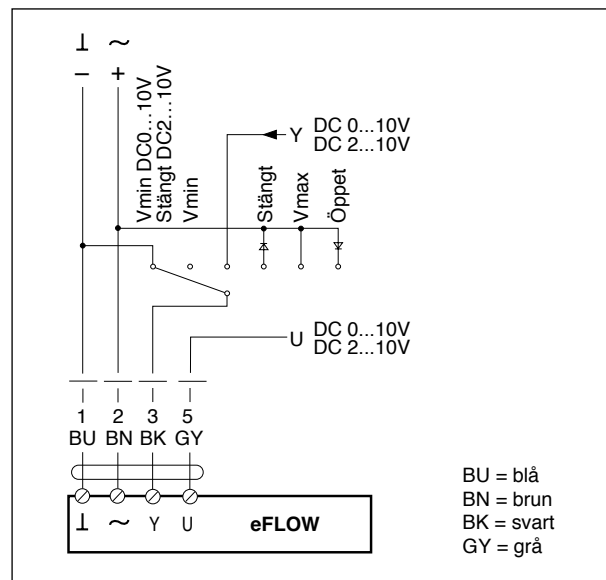 ⊥ ~
− +
Vmin DC0...10V
Stängt DC2...10V
Vmin
Y DC 0...10V
DC 2...10V
Stängt
Vmax
Öppet
U DC 0...10V
DC 2...10V
1 2 3 5
BU BN BK GY
⊥ ~ Y U eFLOW
BU = blå
BN = brun
BK = svart
GY = grå